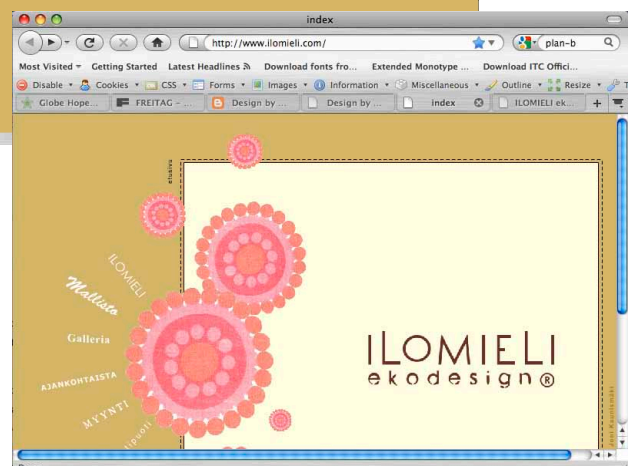 index
http://www.ilomieli.com/
plan-b
Most Visited Getting Started Latest Headlines Download fonts fro... Extended Monotype ... Download ITC Offici...
Disable Cookies CSS Forms Images Information Miscellaneous Outline Resize T
Globe Hope... FREITAG - ... Design by ... Design by ... index ILOMIELI ek...
etusivu
ILOMIELI
Mallisto
Galleria
AJANKOHTAISTA
MYYNTI
ILOMIELI
ekodesign®